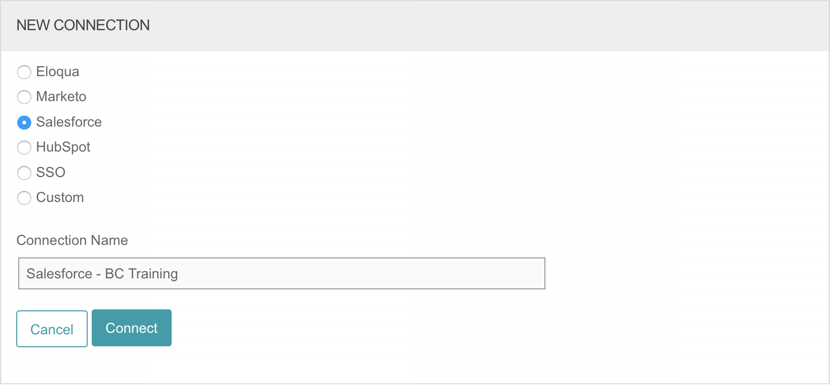 NEW CONNECTION
Eloqua
Marketo
Salesforce
HubSpot
SSO
Custom
Connection Name
Salesforce - BC Training
Cancel Connect